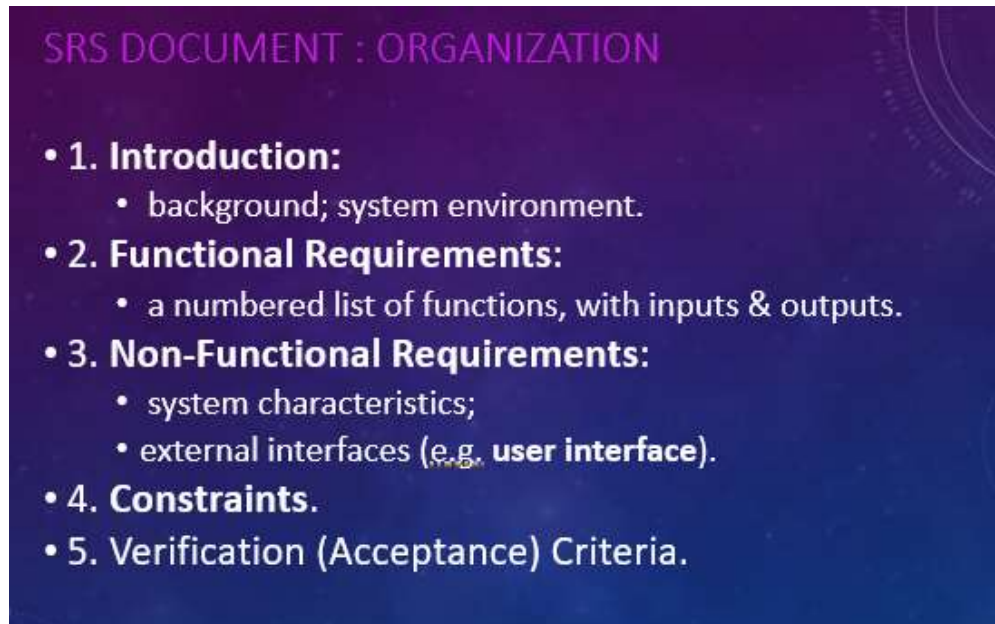 SRS DOCUMENT : ORGANIZATION
• 1. Introduction:
• background; system environment.
• 2. Functional Requirements:
• a numbered list of functions, with inputs & outputs.
• 3. Non-Functional Requirements:
• system characteristics;
• external interfaces (e.g. user interface).
• 4. Constraints.
• 5. Verification (Acceptance) Criteria.